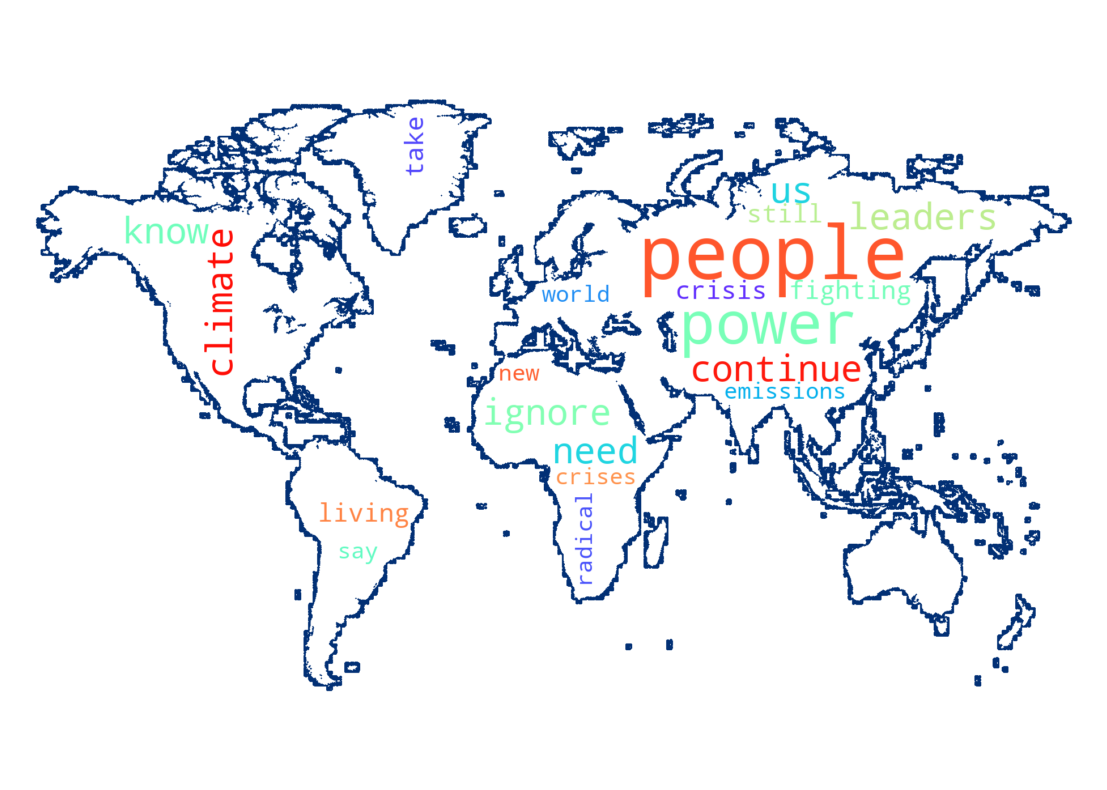 take
us
still
leaders
know
climate
people
world
crisis
fighting
power
new
continue
emissions
ignore
need
crises
living
radical
say